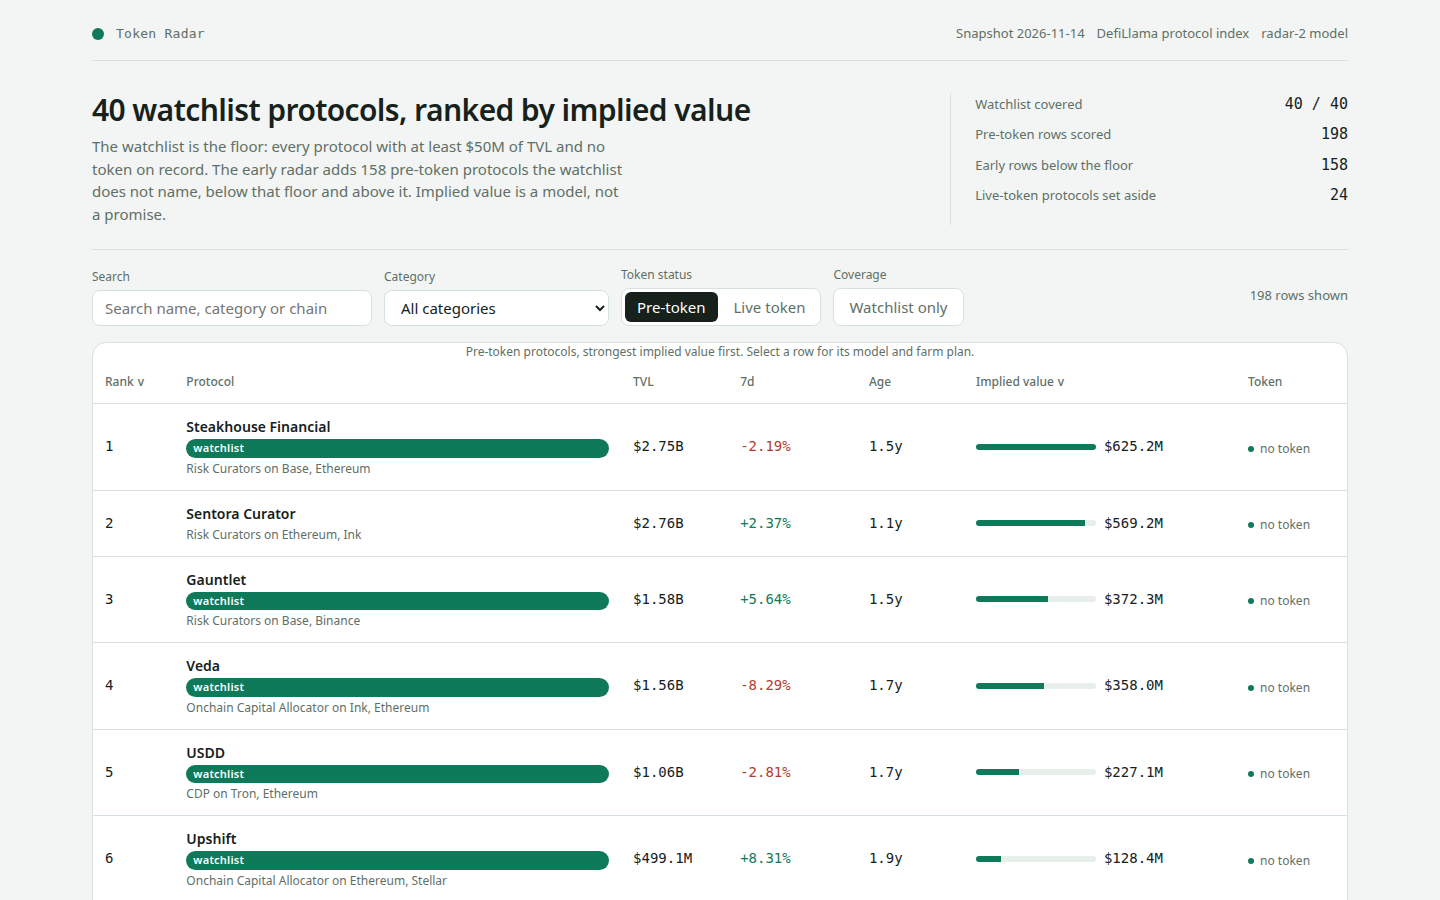 Token Radar
Snapshot 2026-11-14 DefiLlama protocol index radar-2 model
40 watchlist protocols, ranked by implied value
The watchlist is the floor: every protocol with at least $50M of TVL and no
token on record. The early radar adds 158 pre-token protocols the watchlist
does not name, below that floor and above it. Implied value is a model, not
a promise.
Watchlist covered 40 / 40
Pre-token rows scored 198
Early rows below the floor 158
Live-token protocols set aside 24
Search
Category
Token status
Coverage
Search name, category or chain
All categories
Pre-token
Live token
Watchlist only
198 rows shown
Pre-token protocols, strongest implied value first. Select a row for its model and farm plan.
Rank v Protocol TVL 7d Age Implied value v Token
Steakhouse Financial
1 watchlist $2.75B -2.19% 1.5y $625.2M no token
Risk Curators on Base, Ethereum
Sentora Curator
2 $2.76B +2.37% 1.1y $569.2M no token
Risk Curators on Ethereum, Ink
Gauntlet
3 watchlist $1.58B +5.64% 1.5y $372.3M no token
Risk Curators on Base, Binance
Veda
4 watchlist $1.56B -8.29% 1.7y $358.0M no token
Onchain Capital Allocator on Ink, Ethereum
USDD
5 watchlist $1.06B -2.81% 1.7y $227.1M no token
CDP on Tron, Ethereum
Upshift
6 watchlist $499.1M +8.31% 1.9y $128.4M no token
Onchain Capital Allocator on Ethereum, Stellar